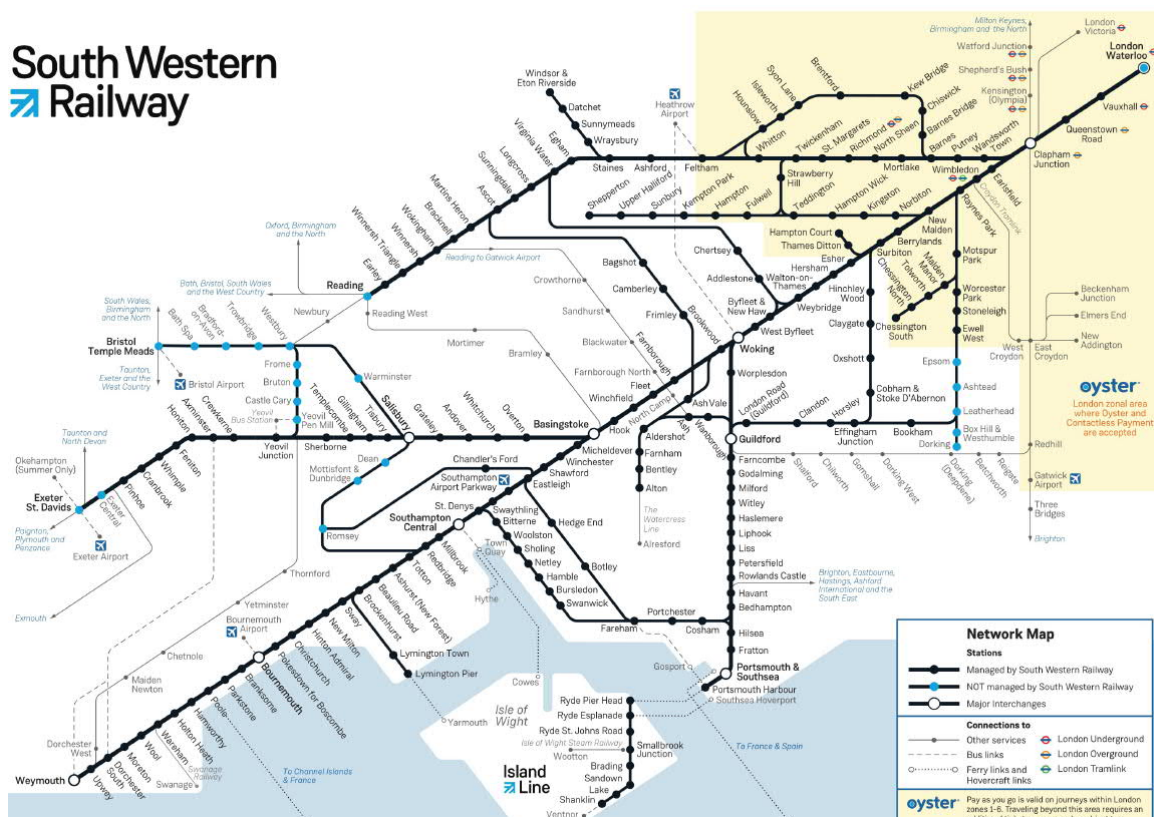 South Western
Railway
Milton Keynes,
Birmingham and the North
Watford Junction
Shepherd's Bush
Kensington
(Olympia)
London
Victoria
London
Waterloo
Vauxhall
Queenstown
Road
Clapham
Junction
Windsor &
Eton Riverside
Datchet
Sunnymeads
Wraysbury
Heathrow
Airport
Hounslow
Isleworth
Syon Lane
Brentford
Kew Bridge
Chiswick
Barnes Bridge
Whitton
Twickenham
St. Margarets
Richmond
North Sheen
Mortlake
Barnes
Putney
Wandsworth
Town
Staines
Ashford
Feltham
Virginia Water
Egham
Longcross
Sunningdale
Ascot
Martins Heron
Bracknell
Wokingham
Winnersh
Winnersh Triangle
Earley
Reading
Strawberry
Hill
Shepperton
Upper Halliford
Sunbury
Kempton Park
Hampton
Fulwell
Teddington
Hampton Wick
Kingston
Norbiton
Wimbledon
Earlsfield
Croydon Tramlink
Raynes Park
New
Malden
Berrylands
Surbiton
Hampton Court
Thames Ditton
Esher
Hersham
Walton-on-
Thames
Weybridge
Chertsey
Addlestone
Byfleet &
New Haw
West Byfleet
Woking
Motspur
Park
Malden
Manor
Tolworth
Chessington
North
Chessington
South
Worcester
Park
Stoneleigh
Ewell
West
Epsom
Ashtead
Leatherhead
Box Hill &
Westhumble
Dorking
Hinchley
Wood
Claygate
Oxshott
Cobham &
Stoke D'Abernon
Beckenham
Junction
Elmers End
New
Addington
West
Croydon
East
Croydon
oyster
London zonal area
where Oyster and
Contactless Payment
are accepted
Oxford, Birmingham
and the North
Reading to Gatwick Airport
Bath, Bristol, South Wales
and the West Country
South Wales,
Birmingham
and the North
Bristol
Temple Meads
Bath Spa
Bradford-
on-Avon
Trowbridge
Westbury
Newbury
Reading West
Mortimer
Bramley
Bagshot
Camberley
Frimley
Crowthorne
Sandhurst
Blackwater
Farnborough North
North Camp
Brookwood
Farnborough
Fleet
Winchfield
Hook
Basingstoke
Taunton,
Exeter and the
West Country
Bristol Airport
Frome
Bruton
Castle Cary
Yeovil
Bus Station
Yeovil
Pen Mill
Warminster
Templecombe
Gillingham
Tisbury
Salisbury
Grateley
Andover
Whitchurch
Overton
Yeovil
Junction
Sherborne
Crewkerne
Axminster
Honiton
Feniton
Whimple
Cranbrook
Pinhoe
Exeter
Central
Exeter
St. Davids
Taunton and
North Devon
Okehampton
(Summer Only)
Paignton,
Plymouth and
Penzance
Exeter Airport
Exmouth
Dean
Mottisfont and
Dunbridge
Romsey
Chandler's Ford
Southampton
Airport Parkway
Micheldever
Winchester
Shawford
Eastleigh
St. Denys
Southampton
Central
Worplesdon
London Road
(Guildford)
Clandon
Horsley
Effingham
Junction
Bookham
Guildford
Ash Vale
Ash
Wanborough
Aldershot
Farnham
Bentley
Alton
The
Watercress
Line
Alresford
Farncombe
Godalming
Milford
Witley
Haslemere
Liphook
Liss
Petersfield
Rowlands Castle
Havant
Bedhampton
Hilsea
Fratton
Portsmouth &
Southsea
Portsmouth Harbour
Southsea Hoverport
Shalford
Chilworth
Gomshall
Dorking West
Dorking
(Deepdene)
Betchworth
Reigate
Redhill
Gatwick
Airport
Three
Bridges
Brighton
Brighton, Eastbourne,
Hastings, Ashford
International and the
South East
Swaythling
Bitterne
Woolston
Sholing
Netley
Hamble
Bursledon
Swanwick
Hedge End
Botley
Fareham
Portchester
Cosham
Gosport
Town
Quay
Hythe
Cowes
Millbrook
Redbridge
Totton
Ashurst (New Forest)
Beaulieu Road
Brockenhurst
Lymington Town
Lymington Pier
Yarmouth
Sway
New Milton
Hinton Admiral
Christchurch
Pokesdown for Boscombe
Bournemouth
Bournemouth
Airport
Branksome
Parkstone
Poole
Hamworthy
Holton Heath
Wareham
Swanage
Railway
Swanage
Wool
Moreton
Dorchester
South
Upwey
Weymouth
Dorchester
West
Maiden
Newton
Chetnole
Yetminster
Thornford
To Channel Islands
& France
To France & Spain
Isle of
Wight
Ryde Pier Head
Ryde Esplanade
Ryde St. Johns Road
Isle of Wight Steam Railway
Wootton
Smallbrook
Junction
Brading
Sandown
Lake
Shanklin
Ventnor
Island
Line
Network Map
Stations
Managed by South Western Railway
NOT managed by South Western Railway
Major Interchanges
Connections to
Other services
Bus links
Ferry links and
Hovercraft links
London Underground
London Overground
London Tramlink
oyster
Pay as you go is valid on journeys within London
zones 1-6. Traveling beyond this area requires an